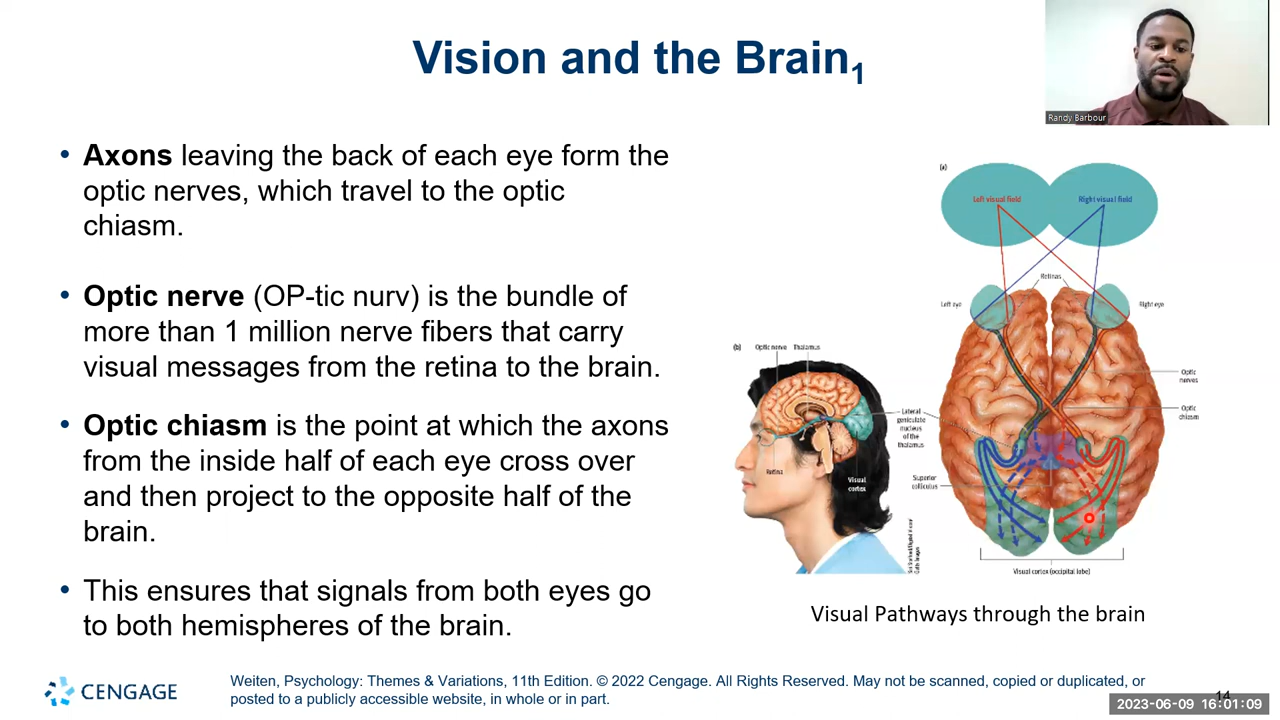 Vision and the Brain1
Randy Barbour
• Axons leaving the back of each eye form the
optic nerves, which travel to the optic
chiasm.
• Optic nerve (OP-tic nurv) is the bundle of
more than 1 million nerve fibers that carry
visual messages from the retina to the brain.
• Optic chiasm is the point at which the axons
from the inside half of each eye cross over
and then project to the opposite half of the
brain.
• This ensures that signals from both eyes go
to both hemispheres of the brain.
(a)
Left visual field
Right visual field
Retinas
Left eye
Right eye
Optic
nerves
Optic
chiasm
Lateral
geniculate
nucleus
of the
thalamus
Superior
colliculus
Visual cortex (occipital lobe)
(b)
Optic nerve
Thalamus
Retina
Visual
cortex
Visual Pathways through the brain
CENGAGE
Weiten, Psychology: Themes & Variations, 11th Edition. © 2022 Cengage. All Rights Reserved. May not be scanned, copied or duplicated, or
posted to a publicly accessible website, in whole or in part.
14
2023-06-09 16:01:09